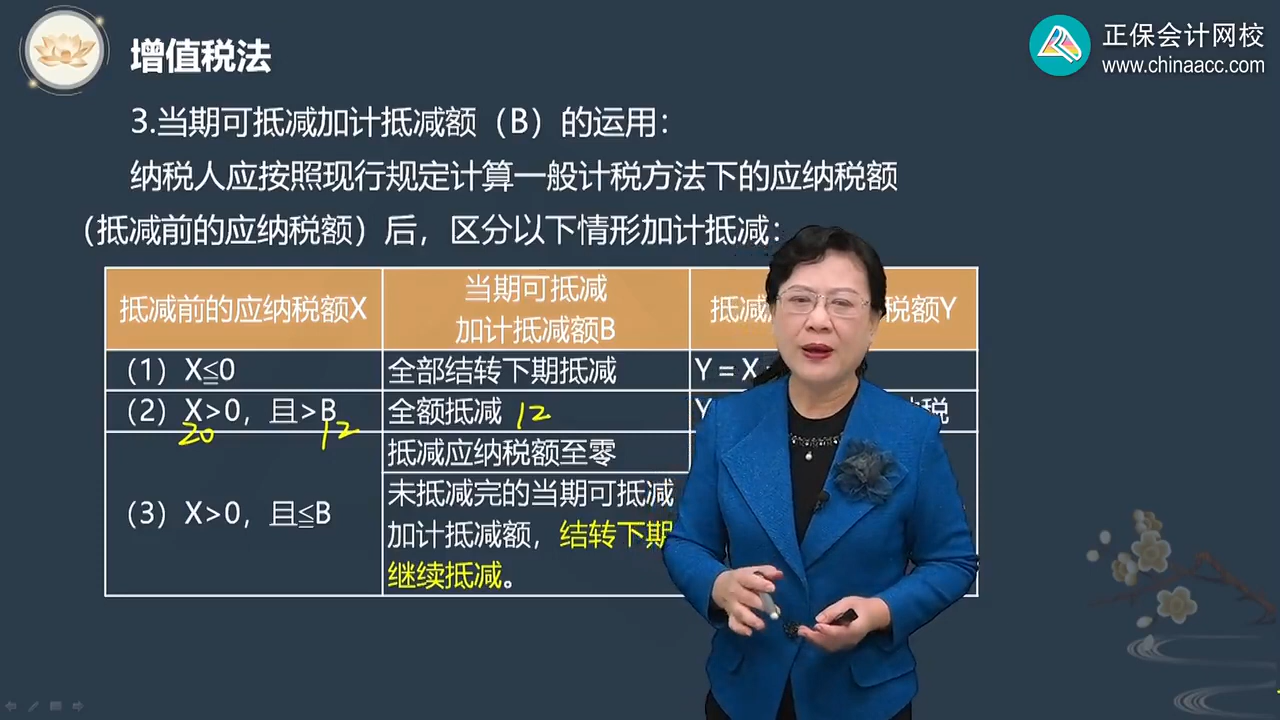 增值税法
正保会计网校
www.chinaacc.com
3.当期可抵减加计抵减额（B）的运用：
纳税人应按照现行规定计算一般计税方法下的应纳税额
（抵减前的应纳税额）后，区分以下情形加计抵减：
抵减前的应纳税额X
当期可抵减
加计抵减额B
抵减 税额Y
（1）X≦0
全部结转下期抵减
Y=X
（2）X>0，且>B
20
12
全额抵减 12
Y 税
（3）X>0，且≦B
抵减应纳税额至零
未抵减完的当期可抵减
加计抵减额，结转下期
继续抵减。